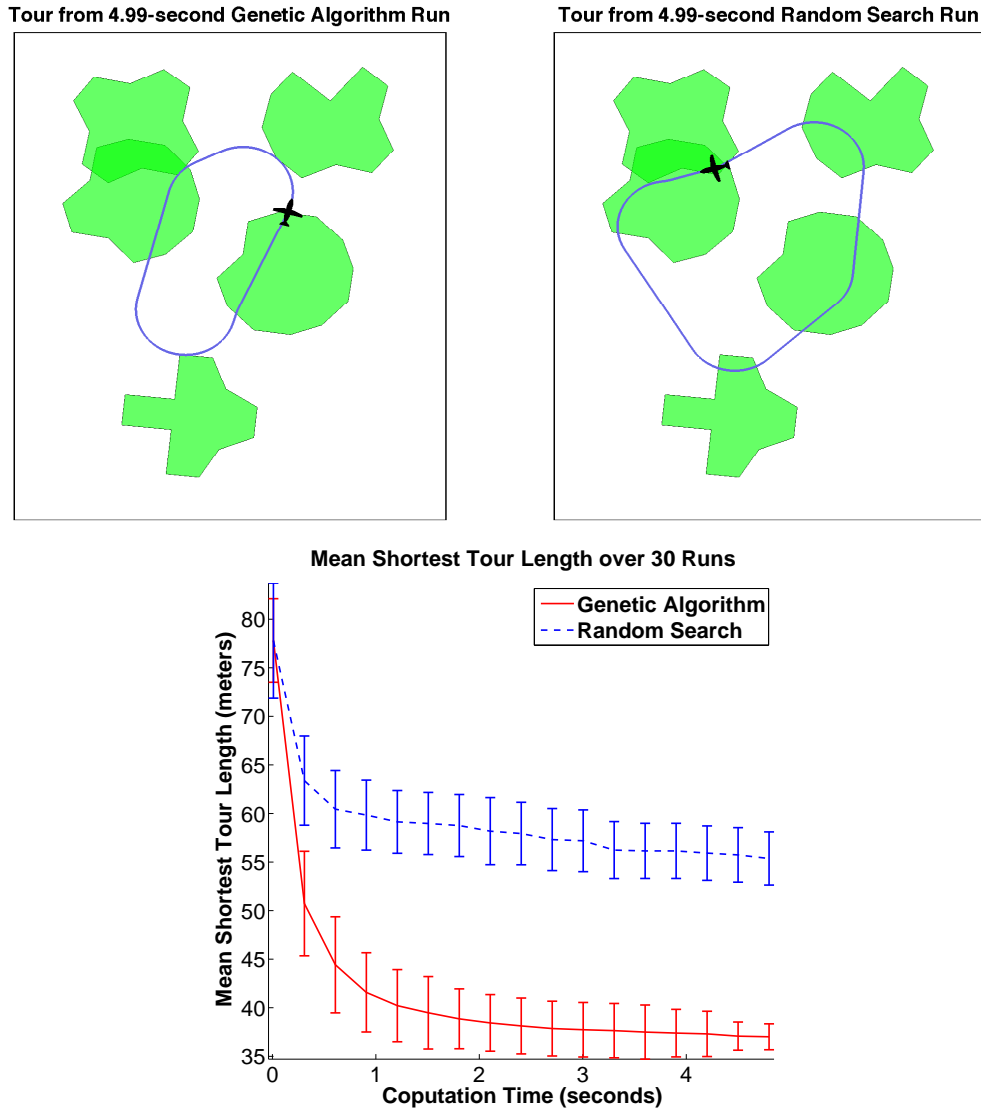 Tour from 4.99-second Genetic Algorithm Run
Tour from 4.99-second Random Search Run
Mean Shortest Tour Length over 30 Runs
Genetic Algorithm
Random Search
Mean Shortest Tour Length (meters)
80
75
70
65
60
55
50
45
40
35
0
1
2
3
4
Coputation Time (seconds)